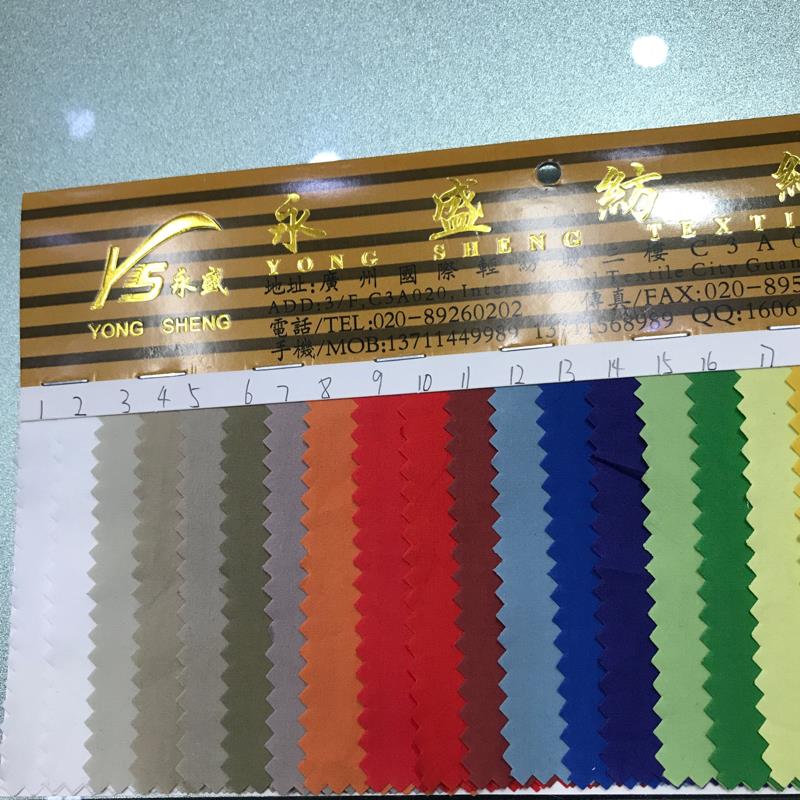 永盛紡
YONG SHENG TEXTI
YS永盛
YONG SHENG
地址:廣州國際輕紡城三樓C3A0
ADD:3/F,C3A020, Textile City Guan
電話/TEL:020-89260202 傳真/FAX:020-895
手機/MOB:13711449989 QQ:1606
1 2 3 4 5 6 7 8 9 10 11 12 13 14 15 16 17